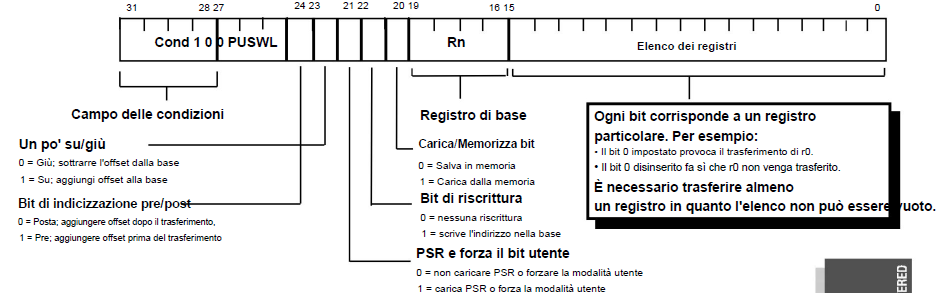 31 28 27 24 23 21 22 20 19 16 15 0
Cond 1 0 0 PUSWL Rn Elenco dei registri
Campo delle condizioni
Registro di base
Un po' su/giù
0 = Giù; sottrarre l'offset dalla base
1 = Su; aggiungi offset alla base
Bit di indicizzazione pre/post
0 = Posta; aggiungere offset dopo il trasferimento,
1 = Pre; aggiungere offset prima del trasferimento
Carica/Memorizza bit
0 = Salva in memoria
1 = Carica dalla memoria
Bit di riscrittura
0 = nessuna riscrittura
1 = scrive l'indirizzo nella base
PSR e forza il bit utente
0 = non caricare PSR o forzare la modalità utente
1 = carica PSR o forza la modalità utente
Ogni bit corrisponde a un registro
particolare. Per esempio:
• Il bit 0 impostato provoca il trasferimento di r0.
• Il bit 0 disinserito fa sì che r0 non venga trasferito.
È necessario trasferire almeno
un registro in quanto l'elenco non può essere vuoto.
ERED